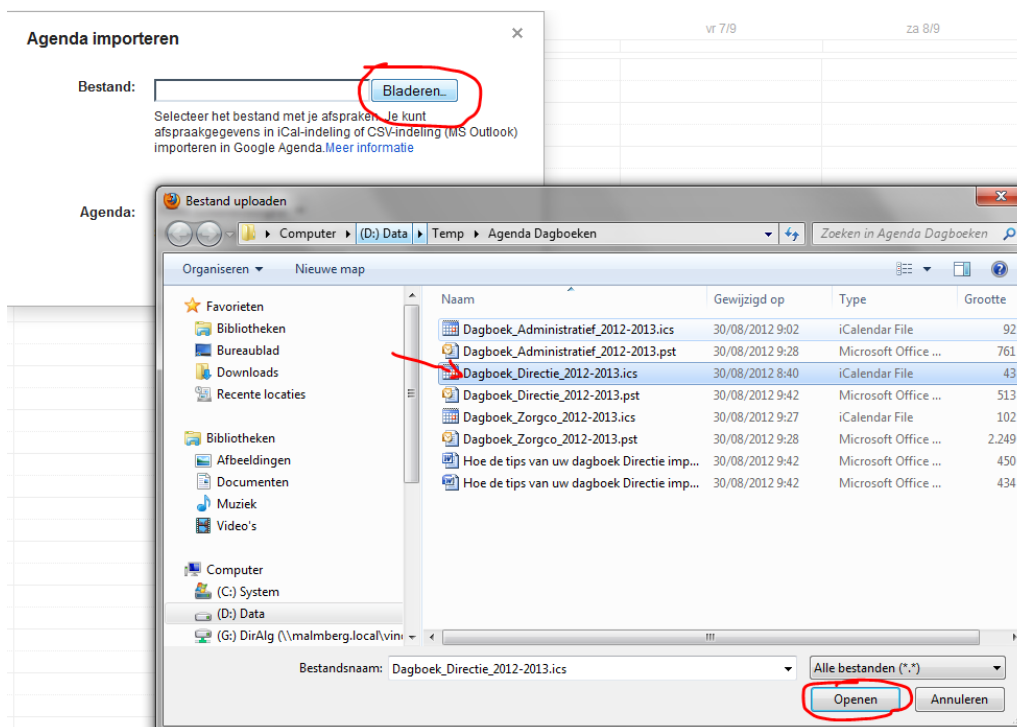 vr 7/9 za 8/9
Agenda importeren ×
Bestand: Bladeren...
Selecteer het bestand met je afspraken. Je kunt
afspraakgegevens in iCal-indeling of CSV-indeling (MS Outlook)
importeren in Google Agenda.Meer informatie
Agenda:
Bestand uploaden
Computer (D:) Data Temp Agenda Dagboeken Zoeken in Agenda Dagboeken
Organiseren Nieuwe map
Naam Gewijzigd op Type Grootte
Favorieten
Bibliotheken
Bureaublad
Downloads
Recente locaties
Bibliotheken
Afbeeldingen
Documenten
Muziek
Video's
Computer
(C:) System
(D:) Data
(G:) DirAlg (\\malmberg.local\vin
Dagboek_Administratief_2012-2013.ics 30/08/2012 9:02 iCalendar File 92
Dagboek_Administratief_2012-2013.pst 30/08/2012 9:28 Microsoft Office ... 761
Dagboek_Directie_2012-2013.ics 30/08/2012 8:40 iCalendar File 43
Dagboek_Directie_2012-2013.pst 30/08/2012 9:42 Microsoft Office ... 513
Dagboek_Zorgco_2012-2013.ics 30/08/2012 9:27 iCalendar File 102
Dagboek_Zorgco_2012-2013.pst 30/08/2012 9:28 Microsoft Office ... 2.249
Hoe de tips van uw dagboek Directie imp... 30/08/2012 9:42 Microsoft Office ... 450
Hoe de tips van uw dagboek Directie imp... 30/08/2012 9:42 Microsoft Office ... 434
Bestandsnaam: Dagboek_Directie_2012-2013.ics Alle bestanden (*.*)
Openen Annuleren